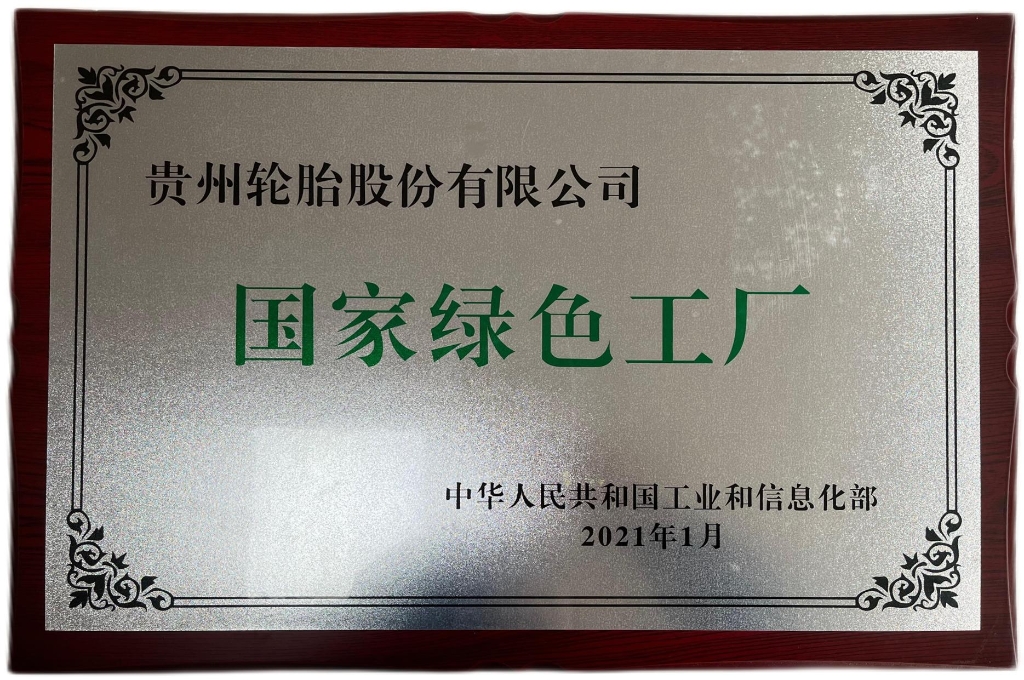 贵州轮胎股份有限公司
国家绿色工厂
中华人民共和国工业和信息化部
2021年1月